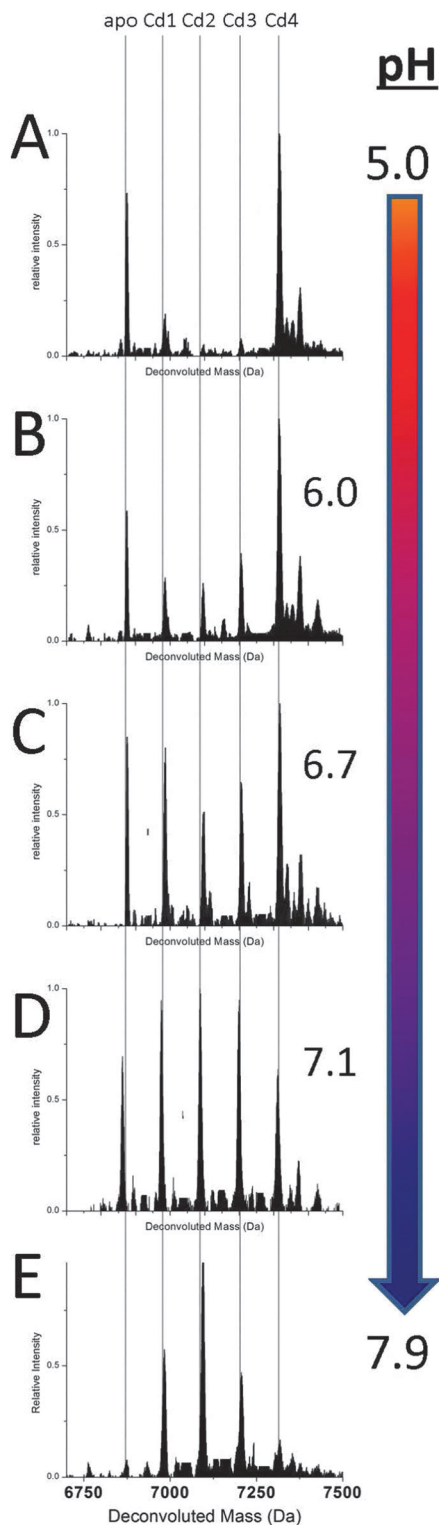 apo Cd1 Cd2 Cd3 Cd4
pH
A
relative intensity
1.0
0.5
0.0
Deconvoluted Mass (Da)
5.0
B
relative intensity
1.0
0.5
0.0
Deconvoluted Mass (Da)
6.0
C
relative intensity
1.0
0.5
0.0
Deconvoluted Mass (Da)
6.7
D
relative intensity
1.0
0.5
0.0
Deconvoluted Mass (Da)
7.1
E
Relative Intensity
0.5
0.0
7.9
6750 7000 7250 7500
Deconvoluted Mass (Da)